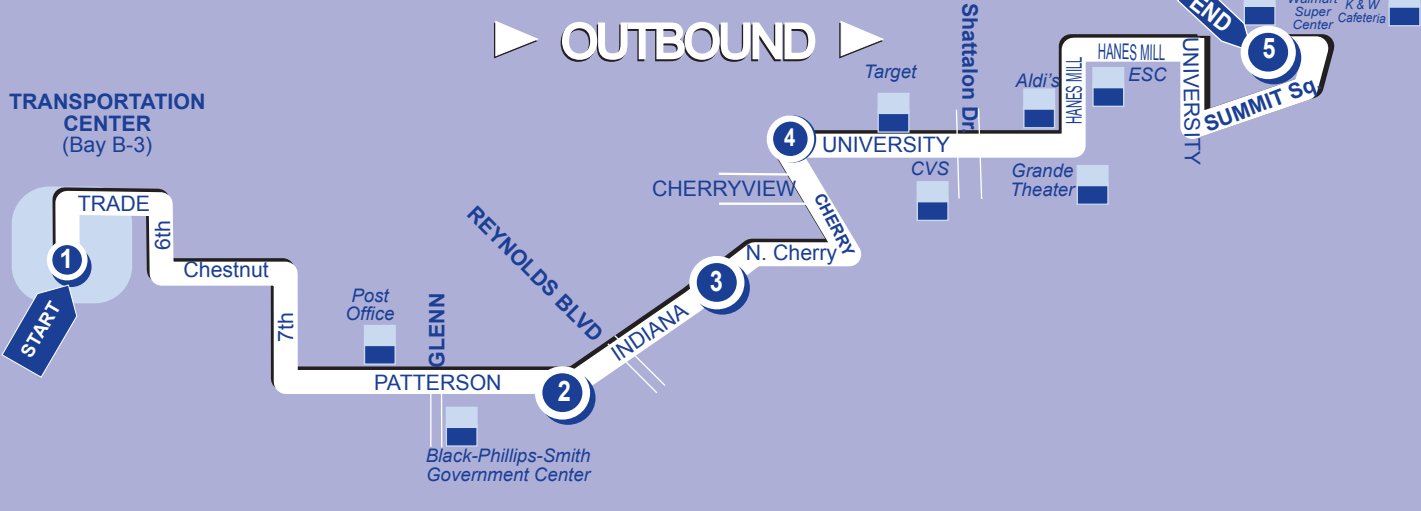 OUTBOUND
TRANSPORTATION
CENTER
(Bay B-3)
START
1
TRADE
6th
Chestnut
7th
Post
Office
GLENN
PATTERSON
Black-Phillips-Smith
Government Center
2
REYNOLDS BLVD
INDIANA
3
N. Cherry
CHERRY
CHERRYVIEW
4
UNIVERSITY
Target
CVS
Shattalon Dr
Aldi's
Grande
Theater
HANES MILL
HANES MILL
ESC
UNIVERSITY
SUMMIT Sq.
5
END
Walmart
Super
Center
K & W
Cafeteria